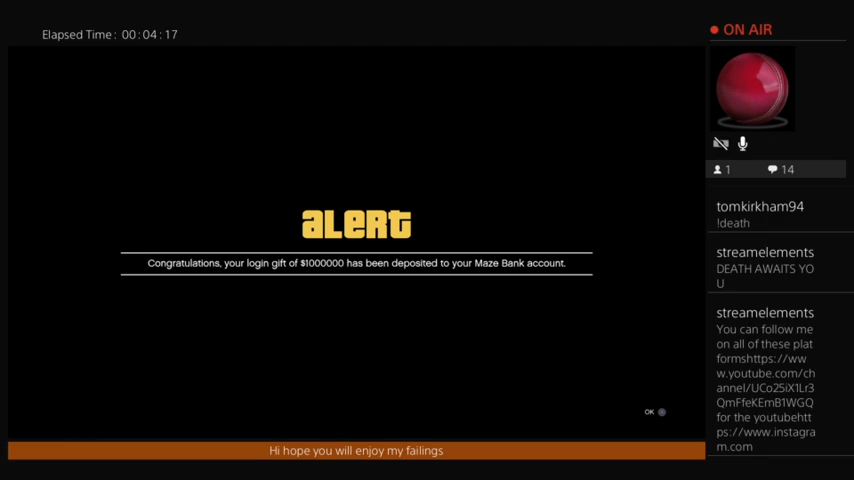 Elapsed Time : 00:04:17
ON AIR
1 14
alert
Congratulations, your login gift of $1000000 has been deposited to your Maze Bank account.
OK
Hi hope you will enjoy my failings
tomkirkham94
!death
streamelements
DEATH AWAITS YO
U
streamelements
You can follow me
on all of these plat
formshttps://ww
w.youtube.com/ch
annel/UCo25iX1Lr3
QmFfeKEmB1WGQ
for the youtubehtt
ps://www.instagra
m.com